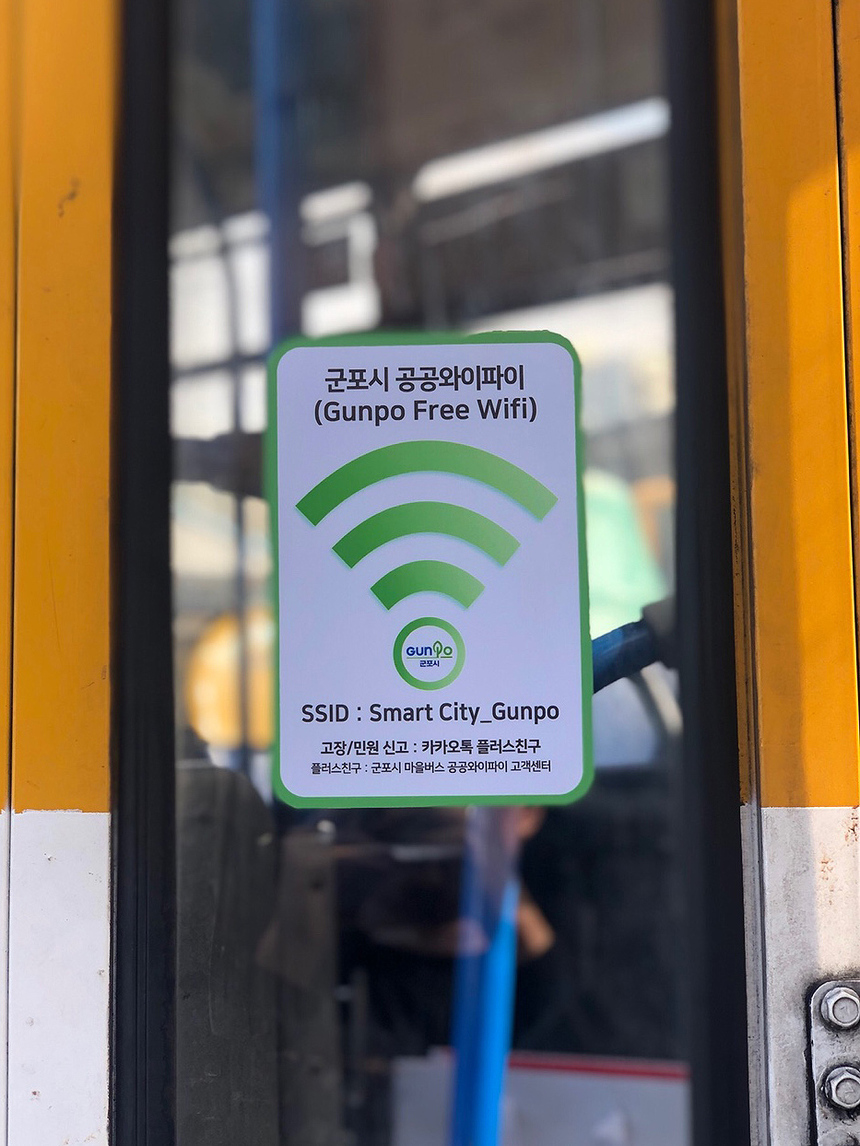 군포시 공공와이파이
(Gunpo Free Wifi)
GUNPO
군포시
SSID : Smart City_Gunpo
고장/민원 신고 : 카카오톡 플러스친구
플러스친구 : 군포시 마을버스 공공와이파이 고객센터